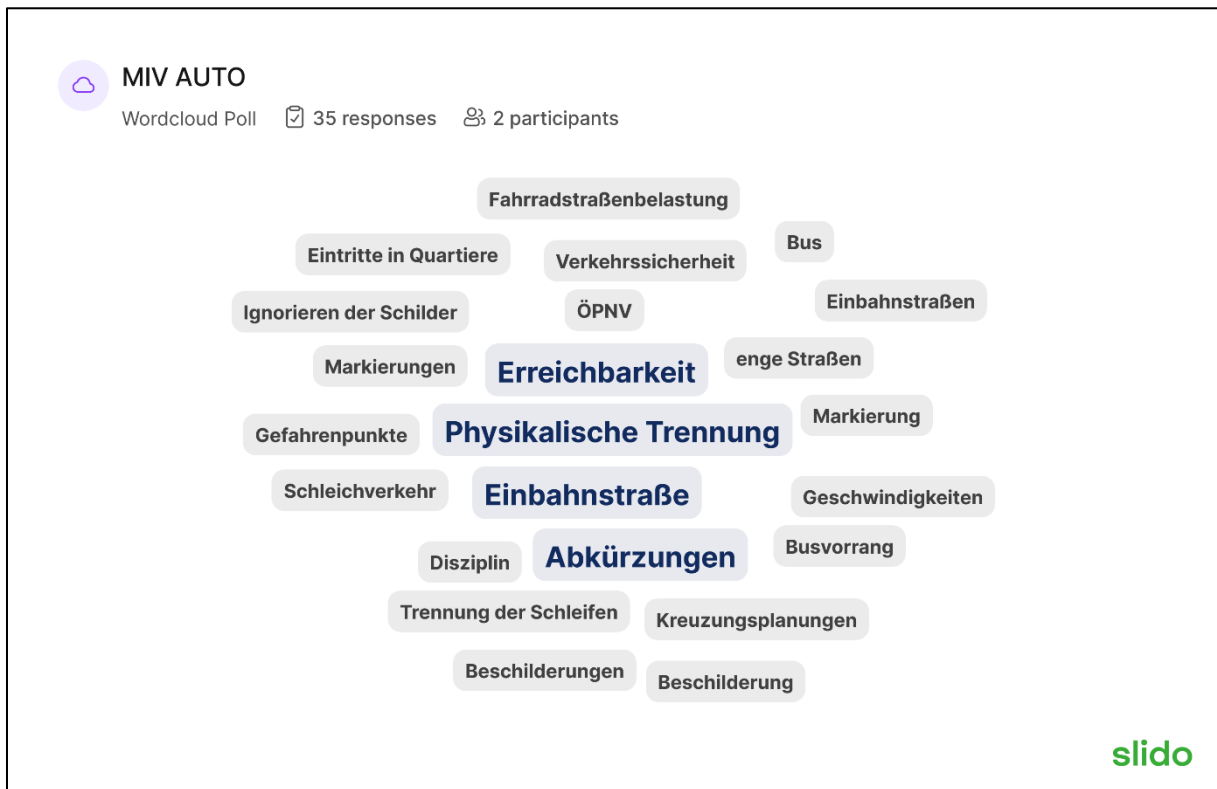 MIV AUTO
Wordcloud Poll 35 responses 2 participants
Fahrradstraßenbelastung
Bus
Eintritte in Quartiere
Verkehrssicherheit
Einbahnstraßen
Ignorieren der Schilder
ÖPNV
Markierungen
Erreichbarkeit
enge Straßen
Gefahrenpunkte
Physikalische Trennung
Markierung
Schleichverkehr
Einbahnstraße
Geschwindigkeiten
Disziplin
Abkürzungen
Busvorrang
Trennung der Schleifen
Kreuzungsplanungen
Beschilderungen
Beschilderung
slido